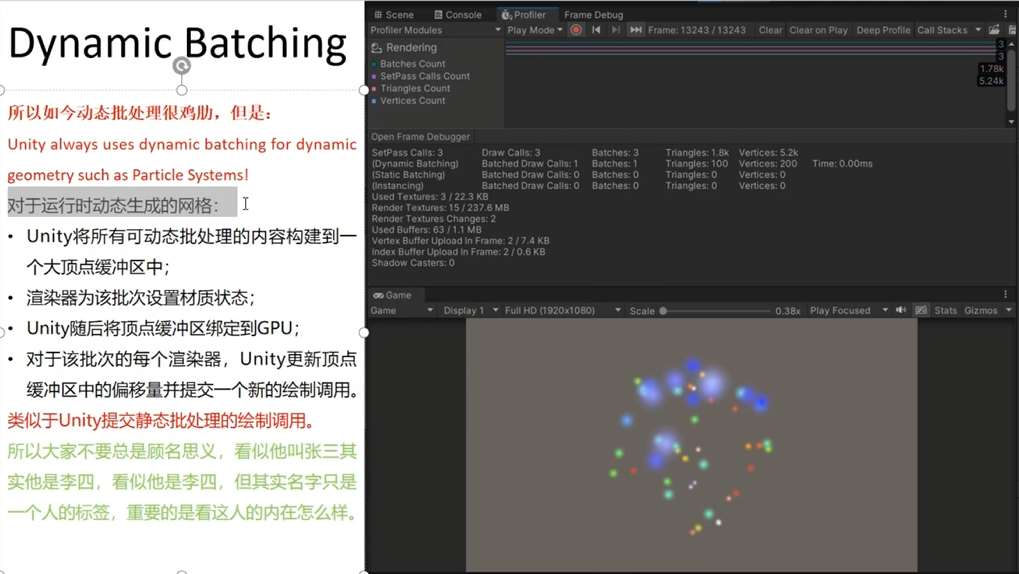 Dynamic Batching
所以如今动态批处理很鸡肋，但是：
Unity always uses dynamic batching for dynamic
geometry such as Particle Systems!
对于运行时动态生成的网格：
• Unity将所有可动态批处理的内容构建到一
个大顶点缓冲区中；
• 渲染器为该批次设置材质状态；
• Unity随后将顶点缓冲区绑定到GPU；
• 对于该批次的每个渲染器，Unity更新顶点
缓冲区中的偏移量并提交一个新的绘制调用。
类似于Unity提交静态批处理的绘制调用。
所以大家不要总是顾名思义，看似他叫张三其
实他是李四，看似他是李四，但其实名字只是
一个人的标签，重要的是看这人的内在怎么样。
Scene Console Profiler Frame Debug
Profiler Modules Play Mode Frame: 13243 / 13243 Clear Clear on Play Deep Profile Call Stacks
Rendering
Batches Count
SetPass Calls Count
Triangles Count
Vertices Count
3
3
1.78k
5.24k
Open Frame Debugger
SetPass Calls: 3 Draw Calls: 3 Batches: 3 Triangles: 1.8k Vertices: 5.2k
(Dynamic Batching) Batched Draw Calls: 1 Batches: 1 Triangles: 100 Vertices: 200 Time: 0.00ms
(Static Batching) Batched Draw Calls: 0 Batches: 0 Triangles: 0 Vertices: 0
(Instancing) Batched Draw Calls: 0 Batches: 0 Triangles: 0 Vertices: 0
Used Textures: 3 / 22.3 KB
Render Textures: 15 / 237.6 MB
Render Textures Changes: 2
Used Buffers: 63 / 1.1 MB
Vertex Buffer Upload In Frame: 2 / 7.4 KB
Index Buffer Upload In Frame: 2 / 0.6 KB
Shadow Casters: 0
Game
Game Display 1 Full HD (1920x1080) Scale 0.38x Play Focused Stats Gizmos